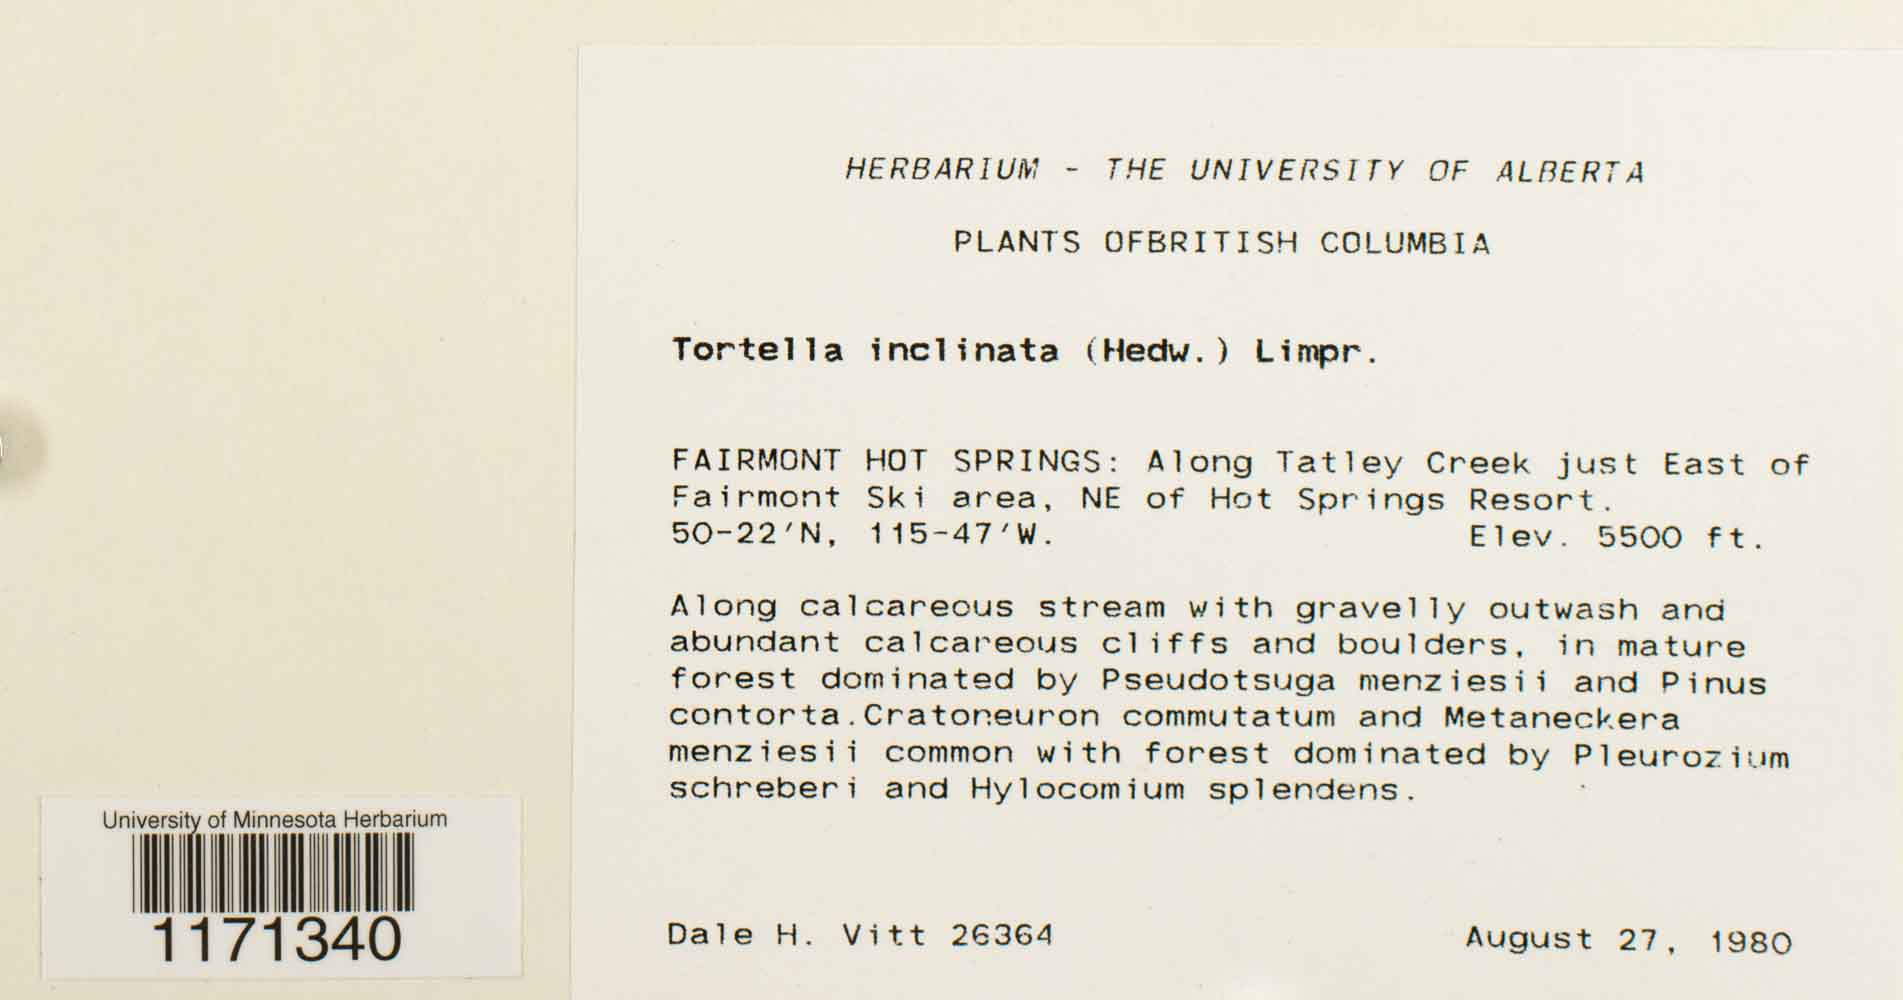 HERBARIUM - THE UNIVERSITY OF ALBERTA
PLANTS OFBRITISH COLUMBIA
Tortella inclinata (Hedw.) Limpr.
FAIRMONT HOT SPRINGS: Along Tatley Creek just East of
Fairmont Ski area, NE of Hot Springs Resort.
50-22'N, 115-47'W. Elev. 5500 ft.
Along calcareous stream with gravelly outwash and
abundant calcareous cliffs and boulders, in mature
forest dominated by Pseudotsuga menziesii and Pinus
contorta.Cratoneuron commutatum and Metaneckera
menziesii common with forest dominated by Pleurozium
schreberi and Hylocomium splendens.
Dale H. Vitt 26364 August 27, 1980
University of Minnesota Herbarium
1171340